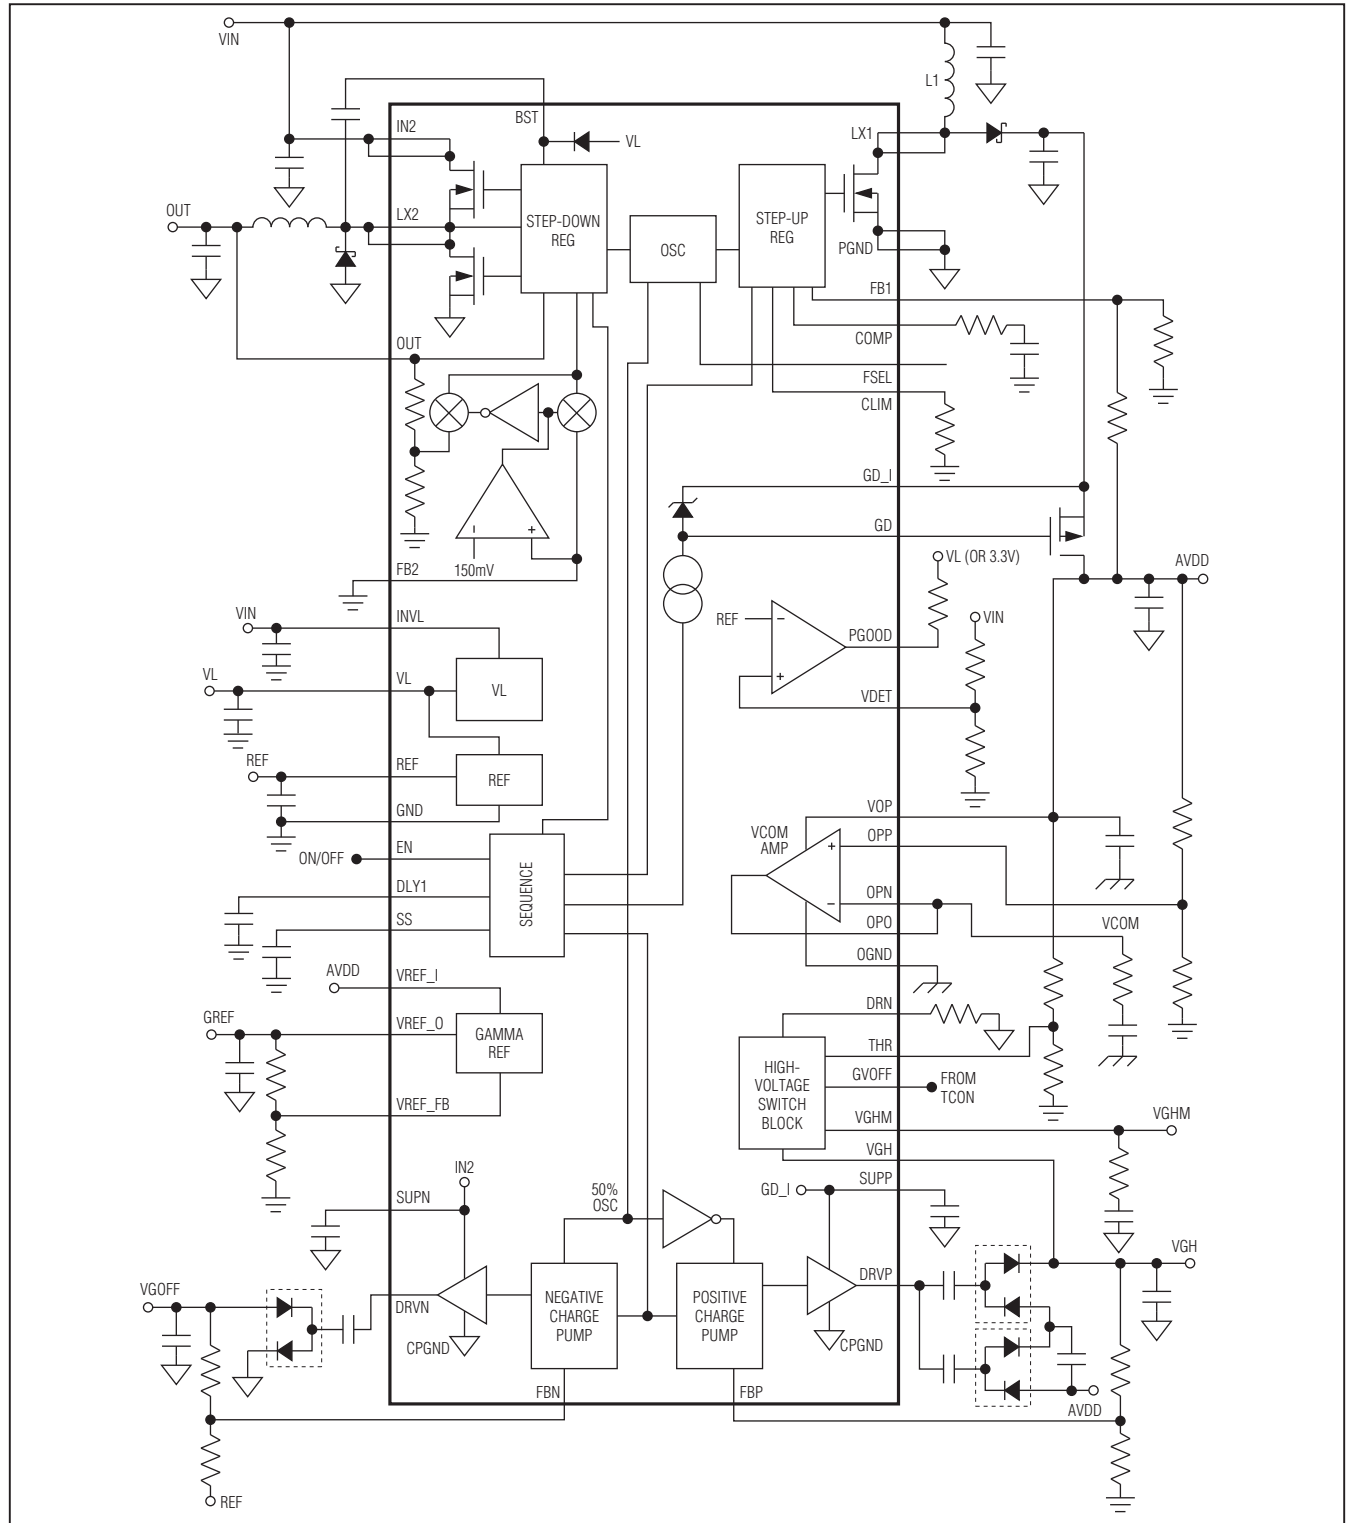 VIN
L1
BST
IN2
VL
LX1
OUT
LX2
STEP-DOWN
REG
OSC
STEP-UP
REG
PGND
FB1
OUT
COMP
FSEL
CLIM
GD_I
GD
150mV
FB2
VL (OR 3.3V)
AVDD
VIN
INVL
REF
PGOOD
VIN
VL
VL
VL
VDET
REF
REF
REF
GND
VOP
VCOM
AMP
OPP
ON/OFF
EN
SEQUENCE
DLY1
OPN
SS
OPO
VCOM
OGND
AVDD
VREF_I
DRN
GREF
VREF_O
GAMMA
REF
THR
HIGH-
VOLTAGE
SWITCH
BLOCK
GVOFF
FROM
TCON
VREF_FB
VGHM
VGHM
VGH
IN2
SUPN
50%
OSC
GD_I
SUPP
VGH
VGOFF
DRVN
NEGATIVE
CHARGE
PUMP
POSITIVE
CHARGE
PUMP
DRVP
CPGND
CPGND
FBN
FBP
AVDD
REF
+
−
+
−
+
−